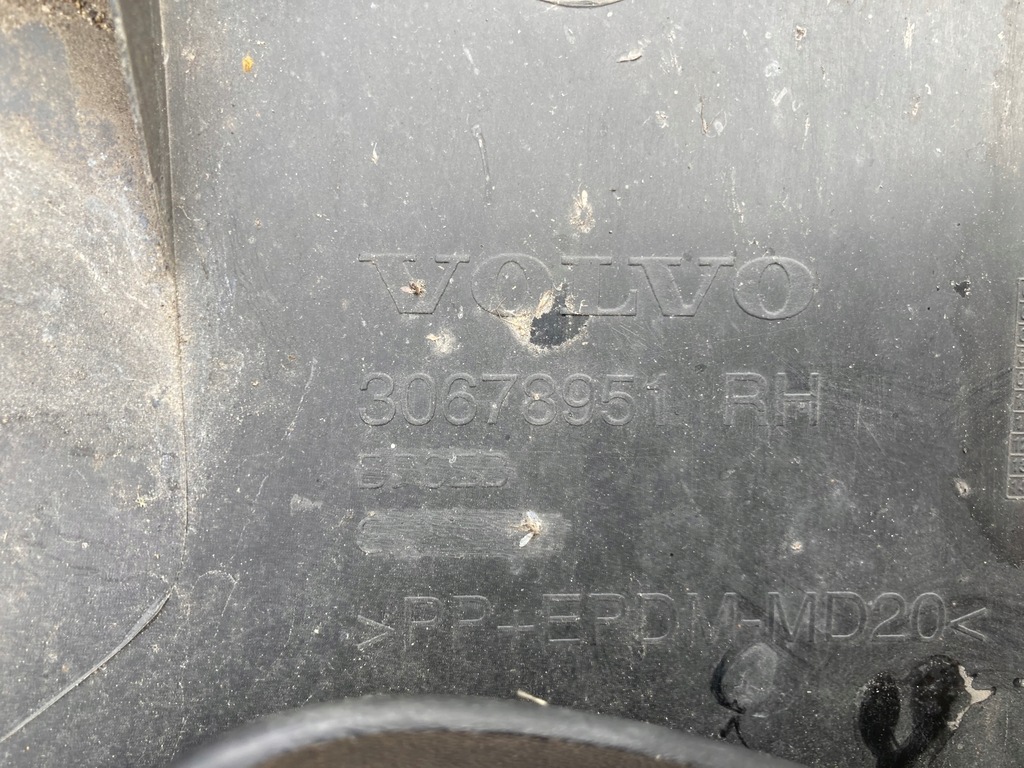 VOLVO
30678951 RH
>PP+EPDM-MD20<